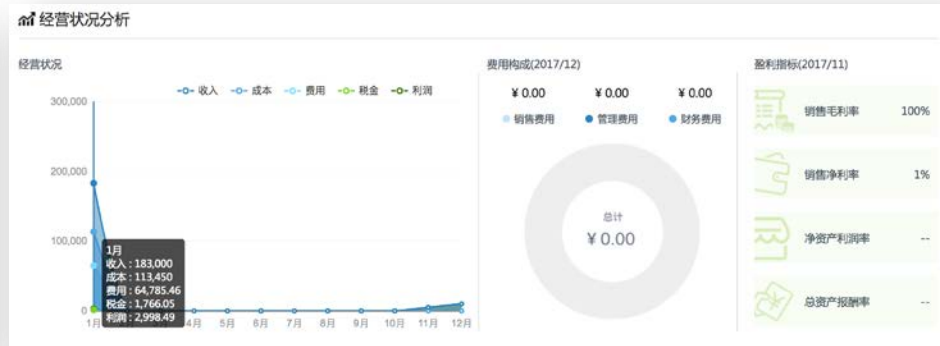 经营状况分析
经营状况
收入 成本 费用 税金 利润
300,000
200,000
100,000
0
1月
收入 : 183,000
成本 : 113,450
费用 : 64,785.46
税金 : 1,766.05
利润 : 2,998.49
1月 4月 5月 6月 7月 8月 9月 10月 11月 12月
费用构成(2017/12)
¥ 0.00 ¥ 0.00 ¥ 0.00
销售费用 管理费用 财务费用
总计
¥ 0.00
盈利指标(2017/11)
销售毛利率 100%
销售净利率 1%
净资产利润率 --
总资产报酬率 --